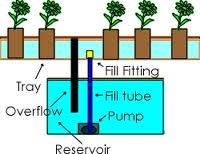 Fill Fitting
Tray
Overflow
Fill tube
Pump
Reservoir